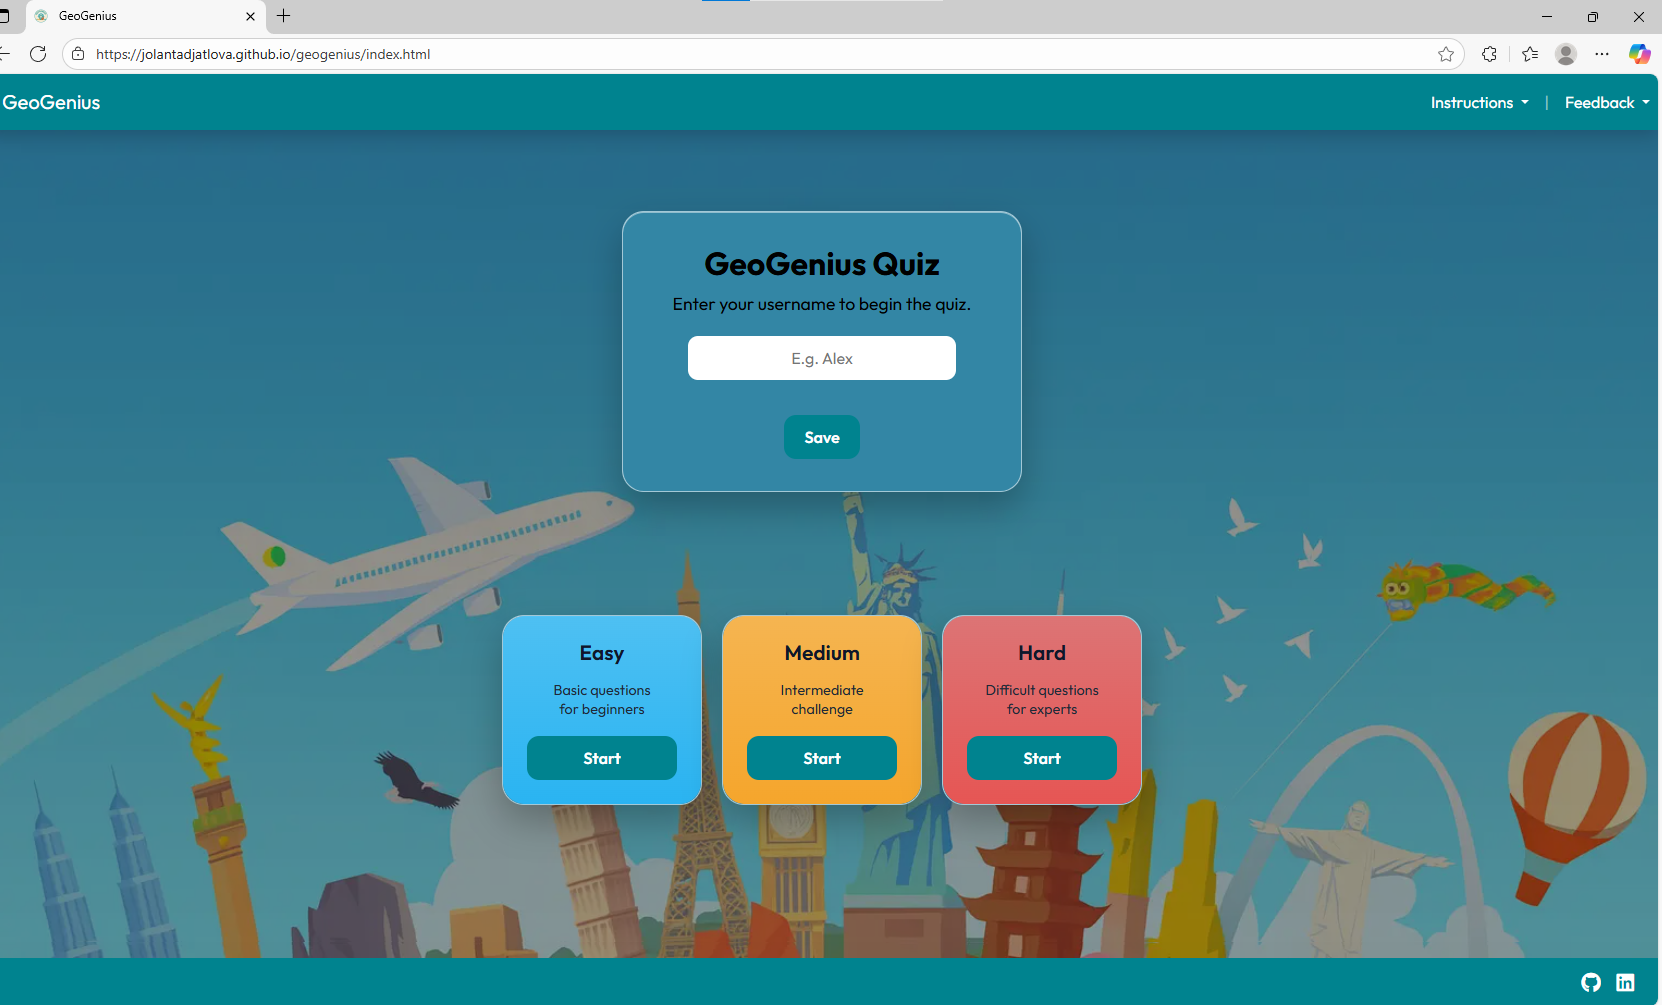 GeoGenius
https://jolantadjatlova.github.io/geogenius/index.html
GeoGenius
Instructions
|
Feedback
GeoGenius Quiz
Enter your username to begin the quiz.
E.g. Alex
Save
Easy
Basic questions
for beginners
Start
Medium
Intermediate
challenge
Start
Hard
Difficult questions
for experts
Start
in